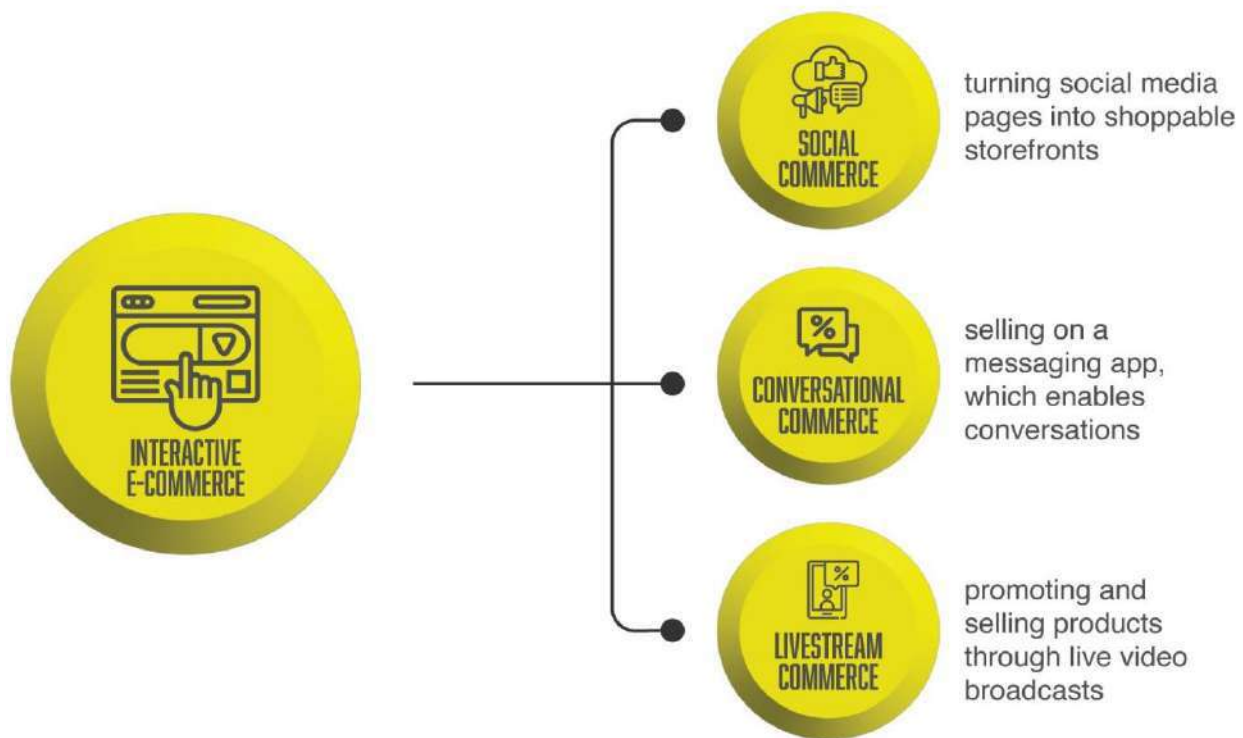 INTERACTIVE
E-COMMERCE
SOCIAL
COMMERCE
turning social media
pages into shoppable
storefronts
%
CONVERSATIONAL
COMMERCE
selling on a
messaging app,
which enables
conversations
%
LIVESTREAM
COMMERCE
promoting and
selling products
through live video
broadcasts